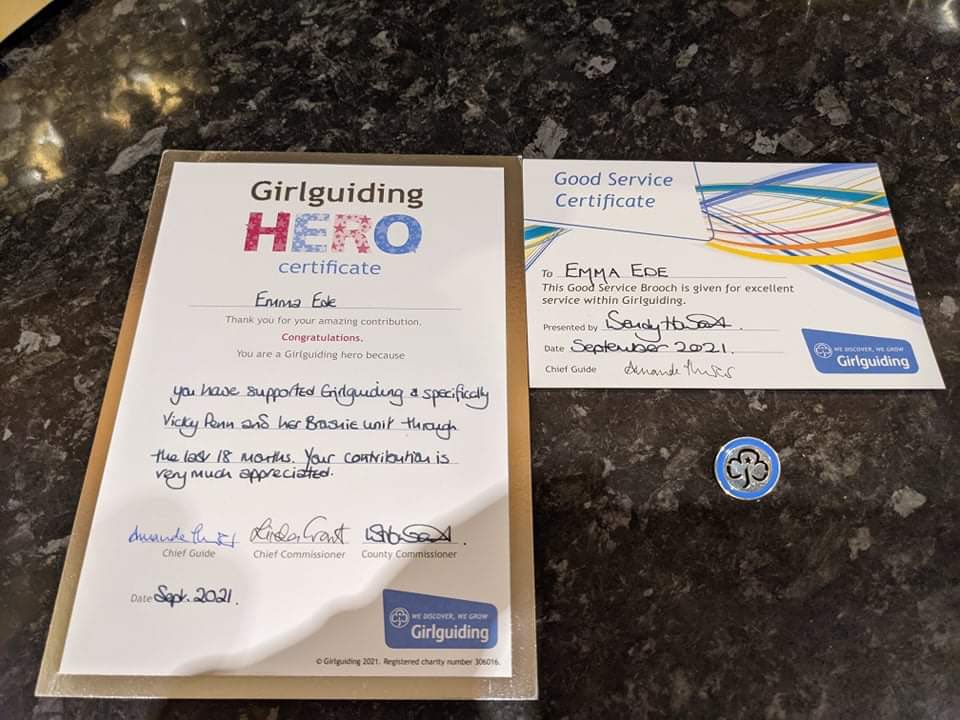 Girlguiding
HERO
certificate
Emma Ede
Thank you for your amazing contribution.
Congratulations.
You are a Girlguiding hero because
you have supported Girlguiding & specifically
Vicky Penn and her Brownie unit through
the last 18 months. Your contribution is
very much appreciated.
Chief Guide
Linda Grant
Chief Commissioner
County Commissioner
Date Sept. 2021.
WE DISCOVER, WE GROW
Girlguiding
© Girlguiding 2021. Registered charity number 306016.
Good Service
Certificate
To EMMA EDE
This Good Service Brooch is given for excellent
service within Girlguiding.
Presented by Wendy
Date September 2021.
Chief Guide
WE DISCOVER, WE GROW
Girlguiding